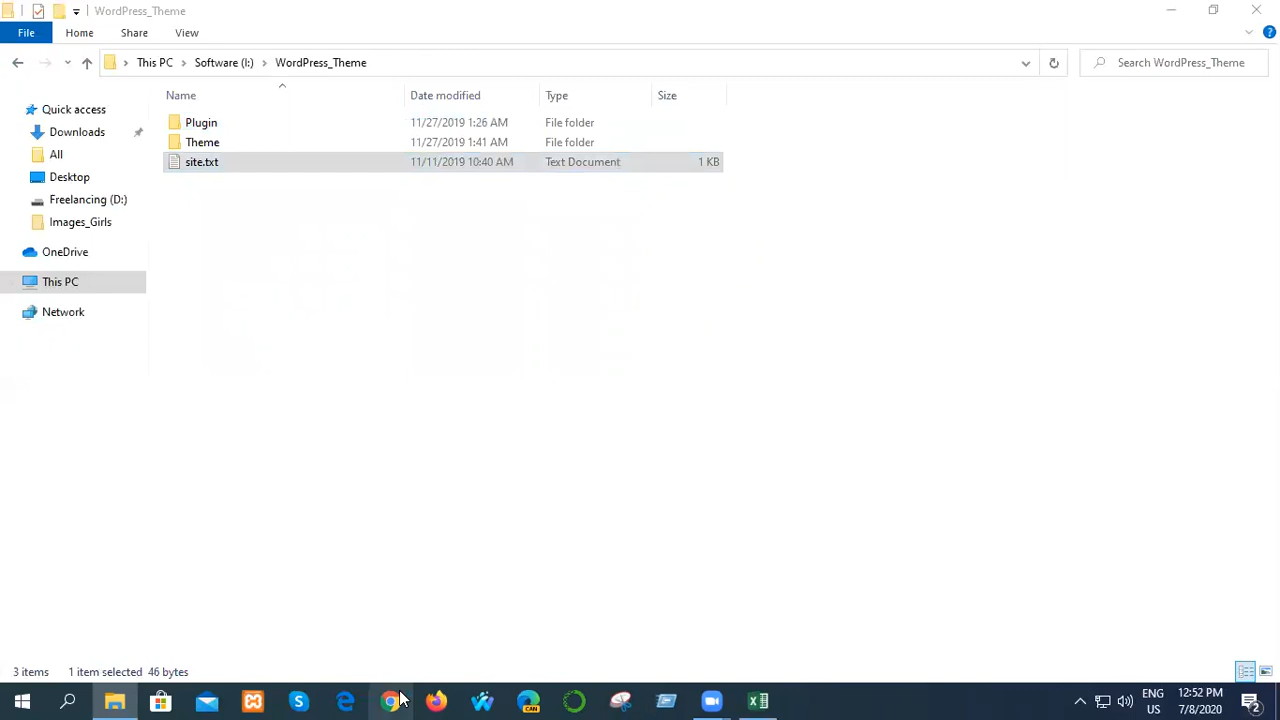 WordPress_Theme
File Home Share View
This PC Software (I:) WordPress_Theme
Search WordPress_Theme
Name Date modified Type Size
Quick access
Downloads
All
Desktop
Freelancing (D:)
Images_Girls
OneDrive
This PC
Network
Plugin 11/27/2019 1:26 AM File folder
Theme 11/27/2019 1:41 AM File folder
site.txt 11/11/2019 10:40 AM Text Document 1 KB
3 items 1 item selected 46 bytes
CAN
ENG
US
12:52 PM
7/8/2020
2